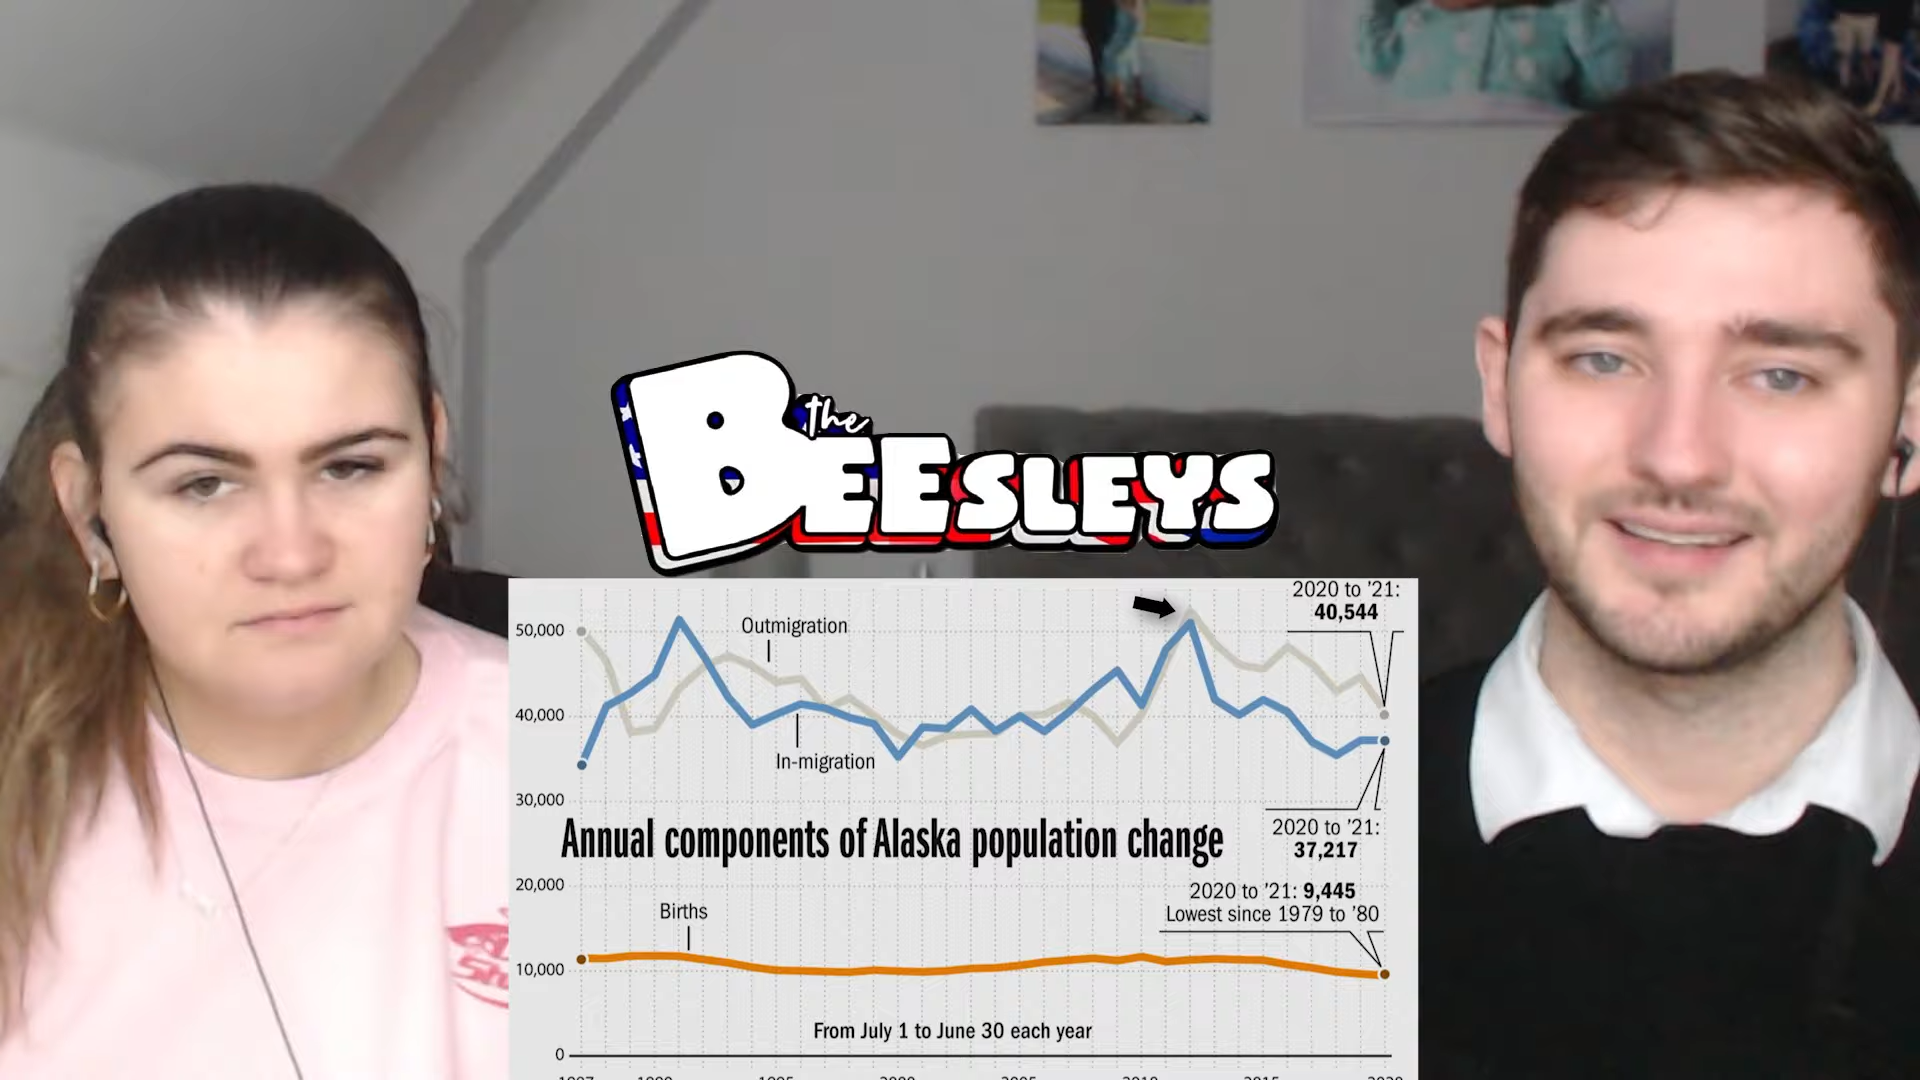 the
BEESLEYS
2020 to '21:
40,544
50,000
Outmigration
40,000
In-migration
30,000
2020 to '21:
37,217
Annual components of Alaska population change
20,000
2020 to '21: 9,445
Lowest since 1979 to '80
Births
10,000
From July 1 to June 30 each year
0